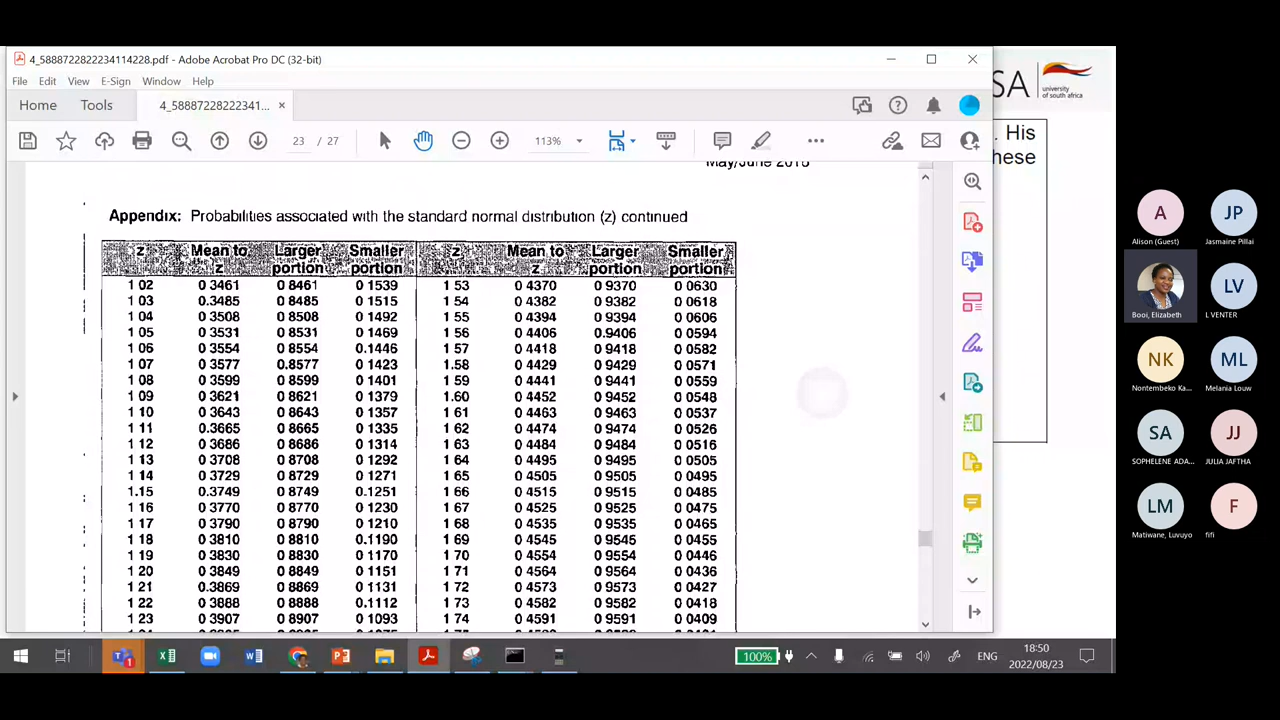 4_5888722822234114228.pdf - Adobe Acrobat Pro DC (32-bit)
File Edit View E-Sign Window Help
Home Tools 4_58887228222341... ×
23 / 27 113%
SA
university
of south africa
. His
hese
May/June 2015
Appendix: Probabilities associated with the standard normal distribution (z) continued
z Mean to z Larger portion Smaller portion z Mean to z Larger portion Smaller portion
1 02 0 3461 0 8461 0 1539 1 53 0 4370 0 9370 0 0630
1 03 0.3485 0 8485 0 1515 1 54 0 4382 0 9382 0 0618
1 04 0 3508 0 8508 0 1492 1 55 0 4394 0 9394 0 0606
1 05 0 3531 0 8531 0 1469 1 56 0 4406 0.9406 0 0594
1 06 0 3554 0 8554 0.1446 1 57 0 4418 0 9418 0 0582
1 07 0 3577 0.8577 0 1423 1.58 0 4429 0 9429 0 0571
1 08 0 3599 0 8599 0 1401 1 59 0 4441 0 9441 0 0559
1 09 0 3621 0 8621 0 1379 1.60 0 4452 0 9452 0 0548
1 10 0 3643 0 8643 0 1357 1 61 0 4463 0 9463 0 0537
1 11 0.3665 0 8665 0 1335 1 62 0 4474 0 9474 0 0526
1 12 0 3686 0 8686 0 1314 1 63 0 4484 0 9484 0 0516
1 13 0 3708 0 8708 0 1292 1 64 0 4495 0 9495 0 0505
1 14 0 3729 0 8729 0 1271 1 65 0 4505 0 9505 0 0495
1.15 0.3749 0 8749 0.1251 1 66 0 4515 0 9515 0 0485
1 16 0 3770 0 8770 0 1230 1 67 0 4525 0 9525 0 0475
1 17 0 3790 0 8790 0 1210 1 68 0 4535 0 9535 0 0465
1 18 0 3810 0 8810 0.1190 1 69 0 4545 0 9545 0 0455
1 19 0 3830 0 8830 0 1170 1 70 0 4554 0 9554 0 0446
1 20 0 3849 0 8849 0 1151 1 71 0 4564 0 9564 0 0436
1 21 0.3869 0 8869 0 1131 1 72 0 4573 0 9573 0 0427
1 22 0 3888 0 8888 0.1112 1 73 0 4582 0 9582 0 0418
1 23 0 3907 0 8907 0 1093 1 74 0 4591 0 9591 0 0409
A JP
Alison (Guest) Jasmaine Pillai
LV
Booi, Elizabeth L VENTER
NK ML
Nontembeko Ka... Melania Louw
SA JJ
SOPHELENE ADA... JULIA JAFTHA
LM F
Matiwane, Luvuyo fifi
100% ENG 18:50
2022/08/23